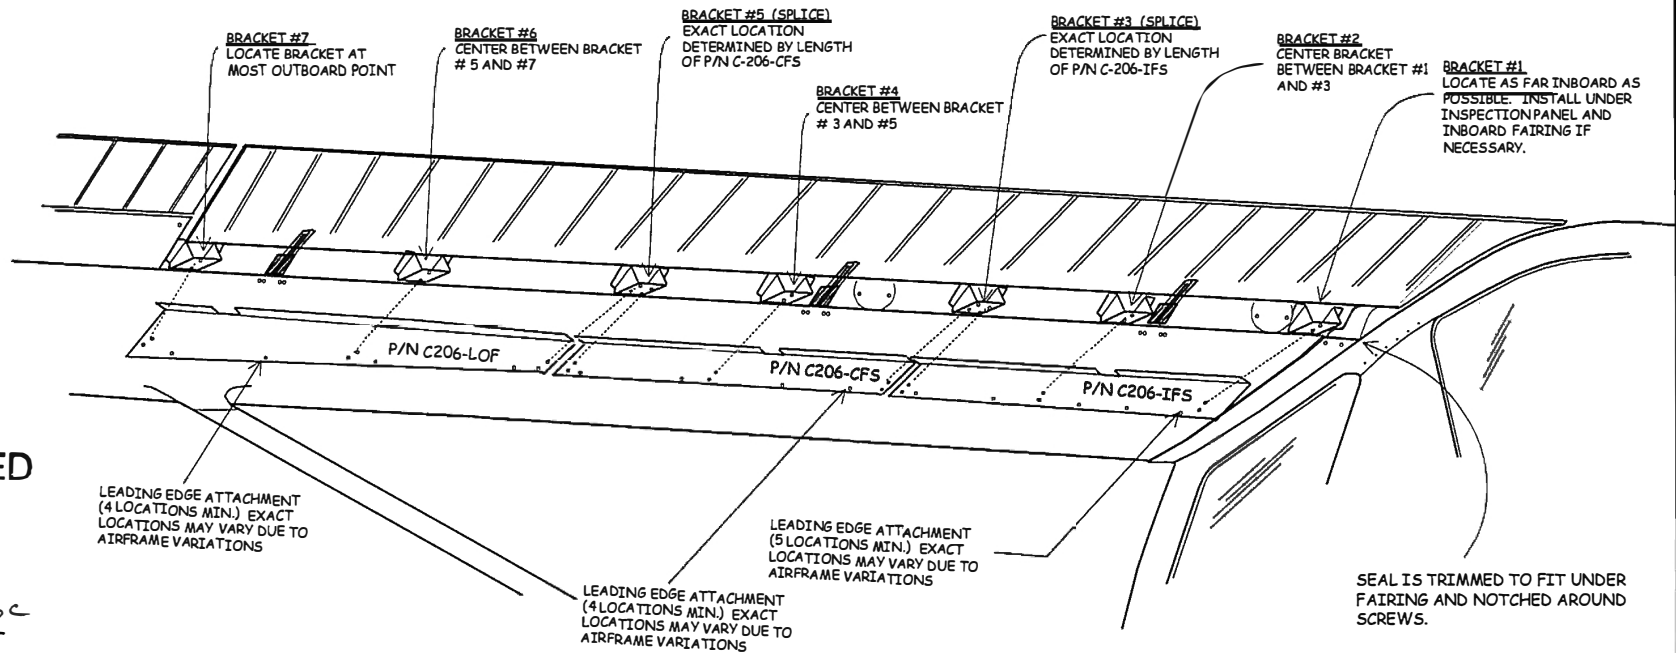 BRACKET #7
LOCATE BRACKET AT
MOST OUTBOARD POINT
BRACKET #6
CENTER BETWEEN BRACKET
# 5 AND #7
BRACKET #5 (SPLICE)
EXACT LOCATION
DETERMINED BY LENGTH
OF P/N C-206-CFS
BRACKET #4
CENTER BETWEEN BRACKET
# 3 AND #5
BRACKET #3 (SPLICE)
EXACT LOCATION
DETERMINED BY LENGTH
OF P/N C-206-IFS
BRACKET #2
CENTER BRACKET
BETWEEN BRACKET #1
AND #3
BRACKET #1
LOCATE AS FAR INBOARD AS
POSSIBLE. INSTALL UNDER
INSPECTION PANEL AND
INBOARD FAIRING IF
NECESSARY.
P/N C206-LOF
P/N C206-CFS
P/N C206-IFS
ED
LEADING EDGE ATTACHMENT
(4 LOCATIONS MIN.) EXACT
LOCATIONS MAY VARY DUE TO
AIRFRAME VARIATIONS
LEADING EDGE ATTACHMENT
(4 LOCATIONS MIN.) EXACT
LOCATIONS MAY VARY DUE TO
AIRFRAME VARIATIONS
LEADING EDGE ATTACHMENT
(5 LOCATIONS MIN.) EXACT
LOCATIONS MAY VARY DUE TO
AIRFRAME VARIATIONS
SEAL IS TRIMMED TO FIT UNDER
FAIRING AND NOTCHED AROUND
SCREWS.